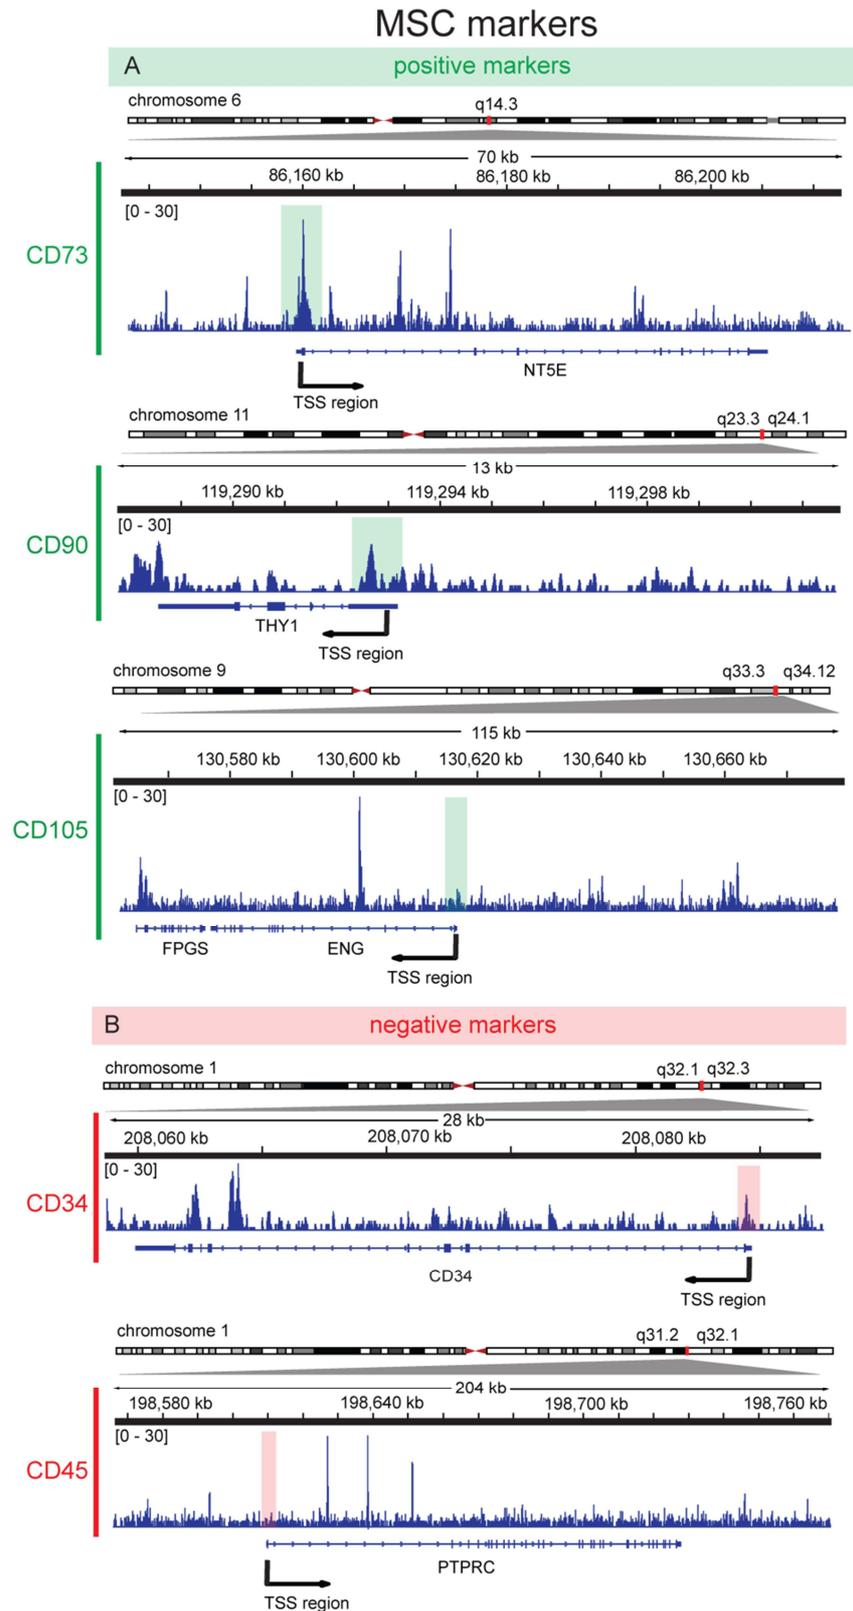 MSC markers
A positive markers
chromosome 6
q14.3
70 kb
86,160 kb 86,180 kb 86,200 kb
[0 - 30]
CD73
NT5E
TSS region
chromosome 11
q23.3 q24.1
13 kb
119,290 kb 119,294 kb 119,298 kb
[0 - 30]
CD90
THY1
TSS region
chromosome 9
q33.3 q34.12
115 kb
130,580 kb 130,600 kb 130,620 kb 130,640 kb 130,660 kb
[0 - 30]
CD105
FPGS ENG
TSS region
B negative markers
chromosome 1
q32.1 q32.3
28 kb
208,060 kb 208,070 kb 208,080 kb
[0 - 30]
CD34
CD34
TSS region
chromosome 1
q31.2 q32.1
204 kb
198,580 kb 198,640 kb 198,700 kb 198,760 kb
[0 - 30]
CD45
PTPRC
TSS region